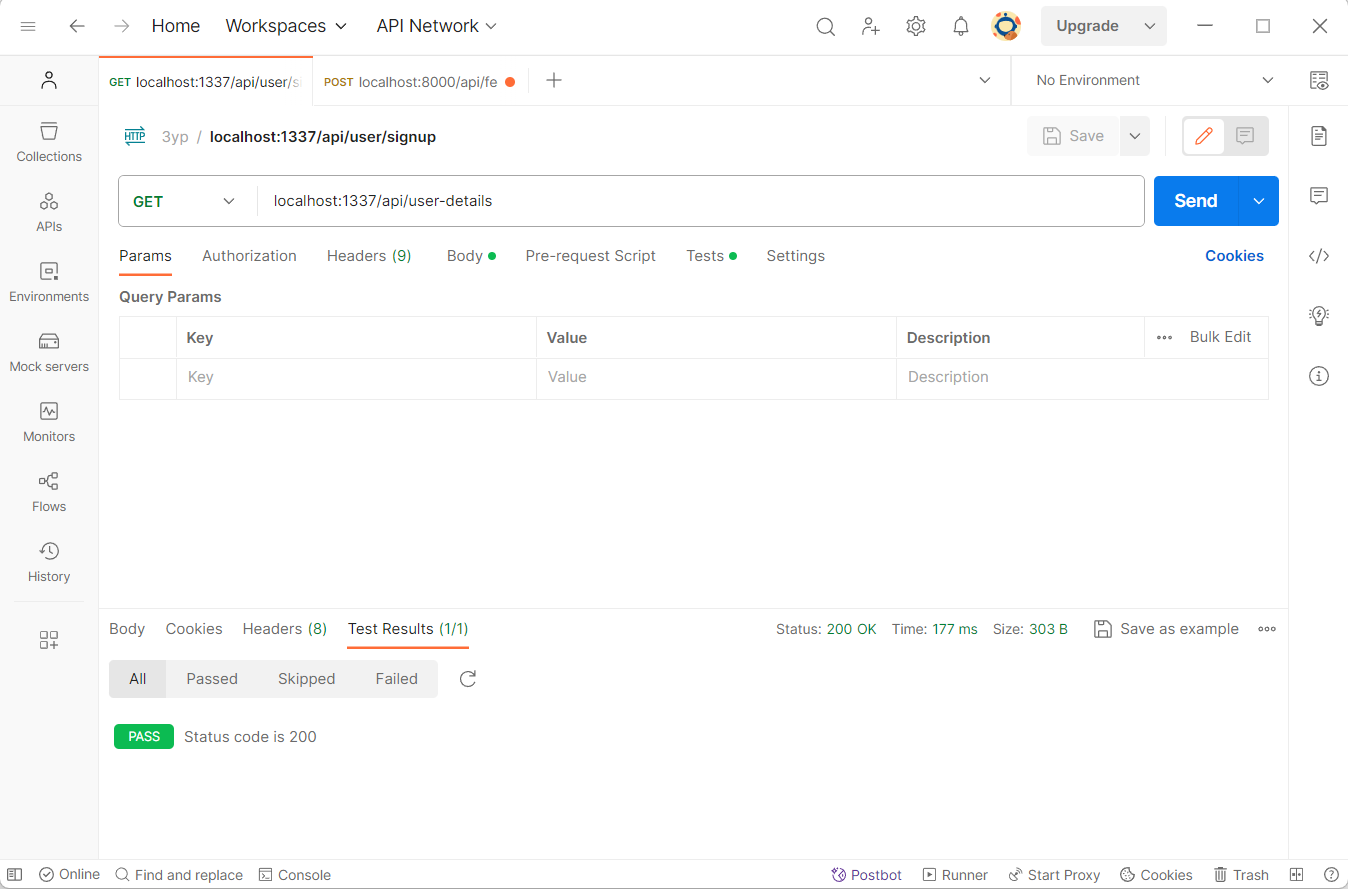 Home Workspaces API Network Upgrade
GET localhost:1337/api/user/s POST localhost:8000/api/fe No Environment
HTTP 3yp / localhost:1337/api/user/signup Save
Collections
GET localhost:1337/api/user-details Send
APIs
Params Authorization Headers (9) Body Pre-request Script Tests Settings Cookies
Environments
Query Params
Key Value Description Bulk Edit
Mock servers
Key Value Description
Monitors
Flows
History
Body Cookies Headers (8) Test Results (1/1) Status: 200 OK Time: 177 ms Size: 303 B Save as example
All Passed Skipped Failed
PASS Status code is 200
Online Find and replace Console Postbot Runner Start Proxy Cookies Trash